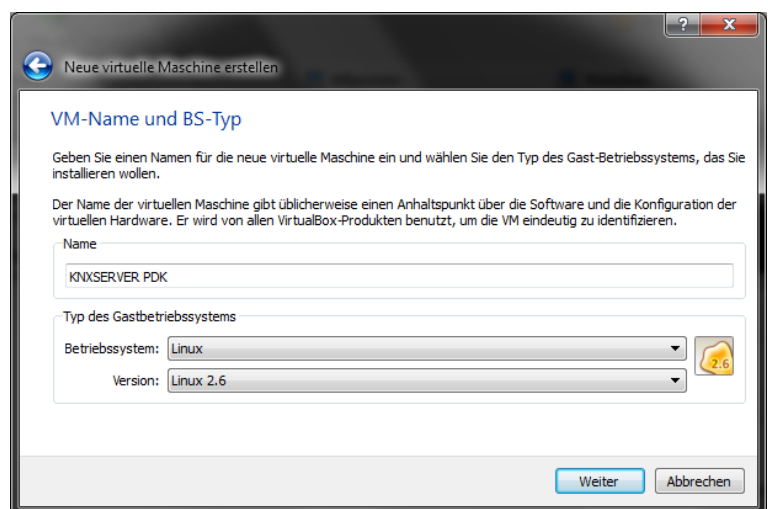 ?
X
Neue virtuelle Maschine erstellen
VM-Name und BS-Typ
Geben Sie einen Namen für die neue virtuelle Maschine ein und wählen Sie den Typ des Gast-Betriebssystems, das Sie
installieren wollen.
Der Name der virtuellen Maschine gibt üblicherweise einen Anhaltspunkt über die Software und die Konfiguration der
virtuellen Hardware. Er wird von allen VirtualBox-Produkten benutzt, um die VM eindeutig zu identifizieren.
Name
KNXSERVER PDK
Typ des Gastbetriebssystems
Betriebssystem: Linux
2.6
Version: Linux 2.6
Weiter Abbrechen